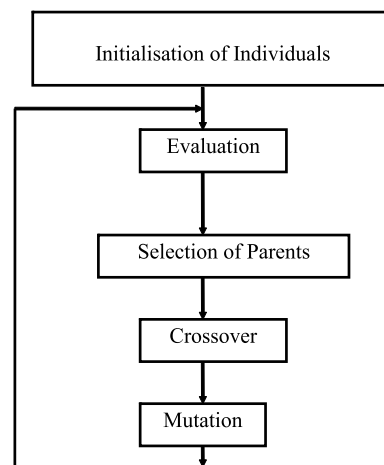 Initialisation of Individuals
Evaluation
Selection of Parents
Crossover
Mutation